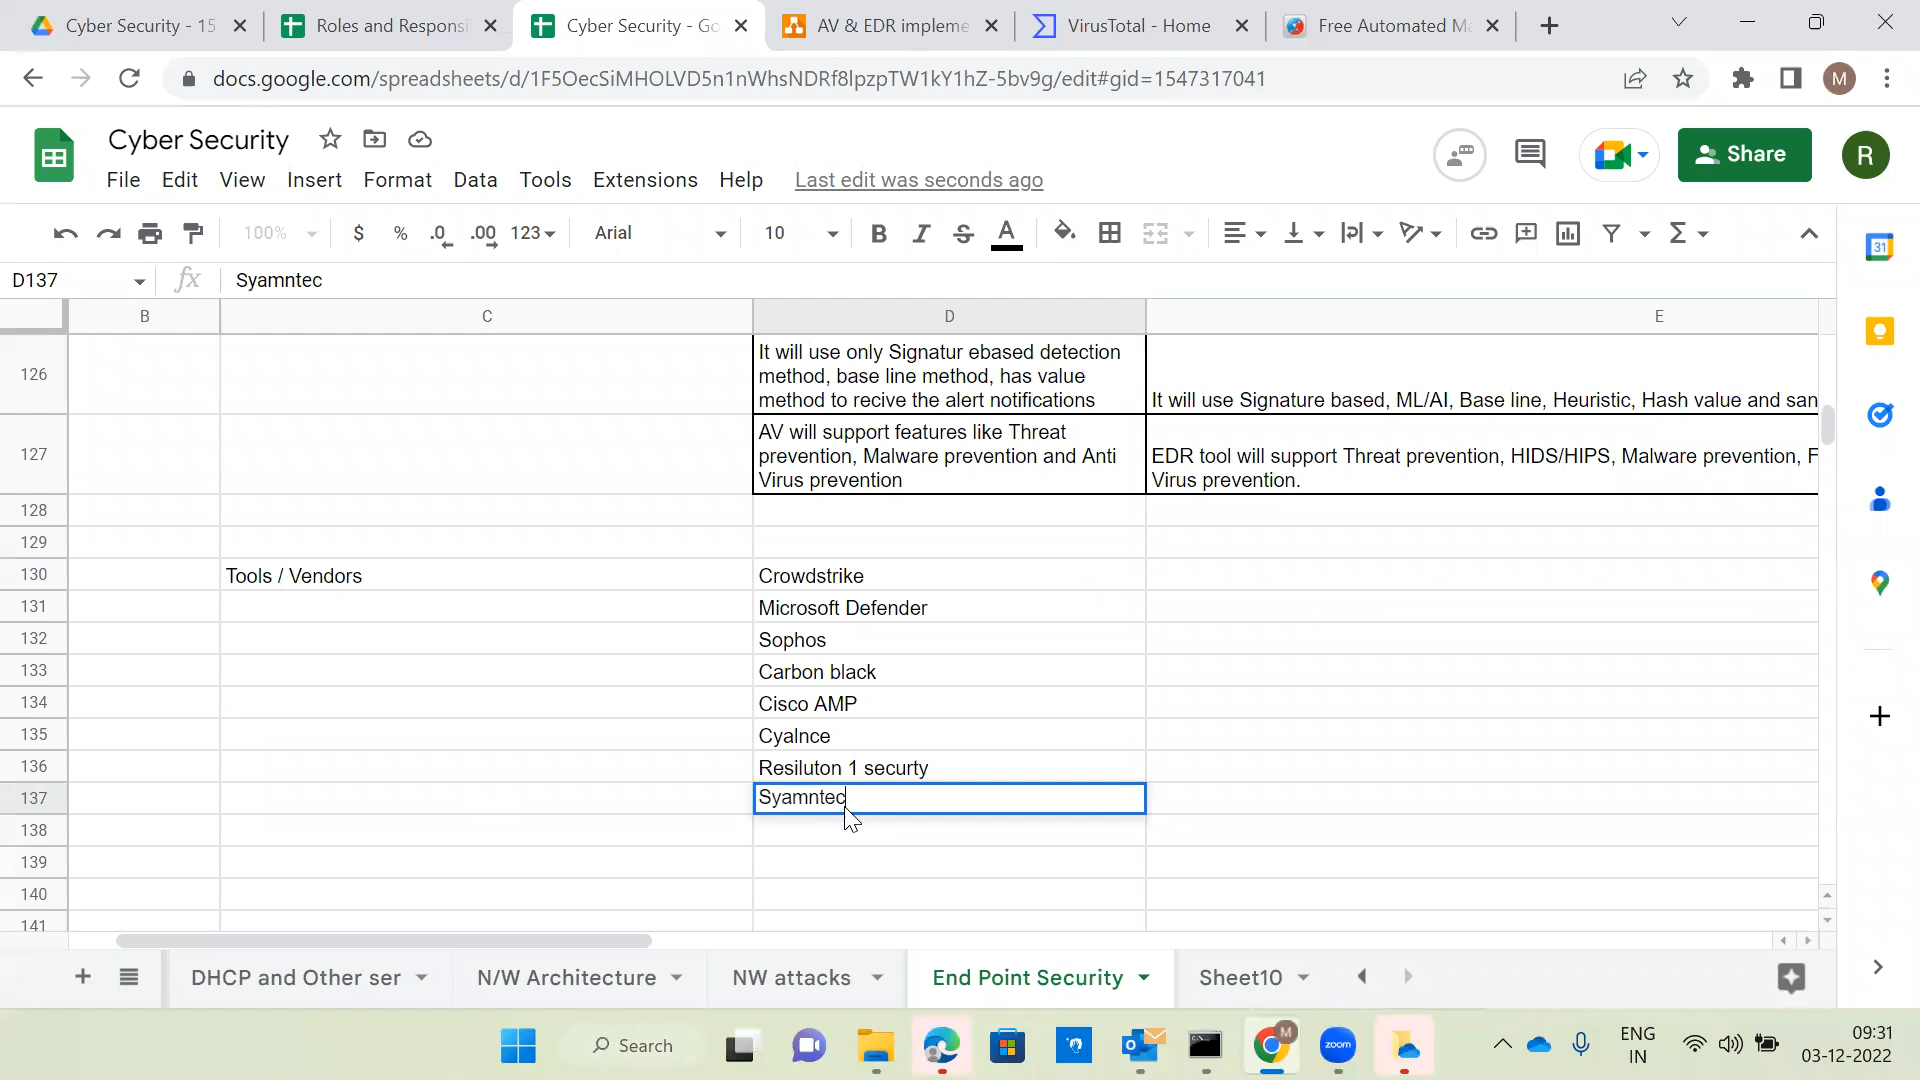 Cyber Security - 15
Roles and Responsi
Cyber Security - Go
AV & EDR impleme
VirusTotal - Home
Free Automated Ma
docs.google.com/spreadsheets/d/1F5OecSiMHOLVD5n1nWhsNDRf8lpzpTW1kY1hZ-5bv9g/edit#gid=1547317041
M
Cyber Security
File Edit View Insert Format Data Tools Extensions Help Last edit was seconds ago
Share
R
100% $ % .0 .00 123 Arial 10 B I S A
D137 fx Syamntec
B C D E
126
It will use only Signatur ebased detection
method, base line method, has value
method to recive the alert notifications
It will use Signature based, ML/AI, Base line, Heuristic, Hash value and san
127
AV will support features like Threat
prevention, Malware prevention and Anti
Virus prevention
EDR tool will support Threat prevention, HIDS/HIPS, Malware prevention, F
Virus prevention.
128
129
130 Tools / Vendors Crowdstrike
131 Microsoft Defender
132 Sophos
133 Carbon black
134 Cisco AMP
135 Cyalnce
136 Resiluton 1 securty
137 Syamntec
138
139
140
141
31
DHCP and Other ser N/W Architecture NW attacks End Point Security Sheet10
Search
M
zoom
ENG
IN
09:31
03-12-2022